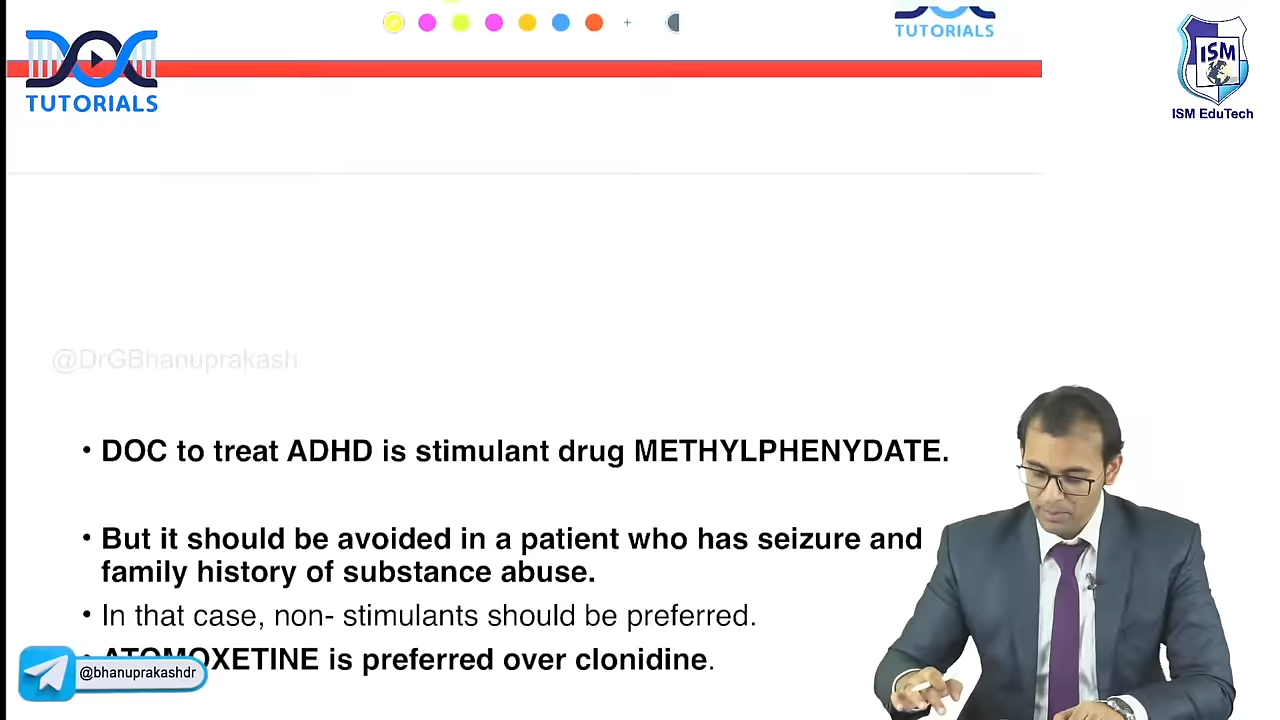 TUTORIALS
TUTORIALS
ISM
ISM EduTech
@DrGBhanuprakash
• DOC to treat ADHD is stimulant drug METHYLPHENYDATE.
• But it should be avoided in a patient who has seizure and
family history of substance abuse.
• In that case, non- stimulants should be preferred.
• ATOMOXETINE is preferred over clonidine.
@bhanuprakashdr